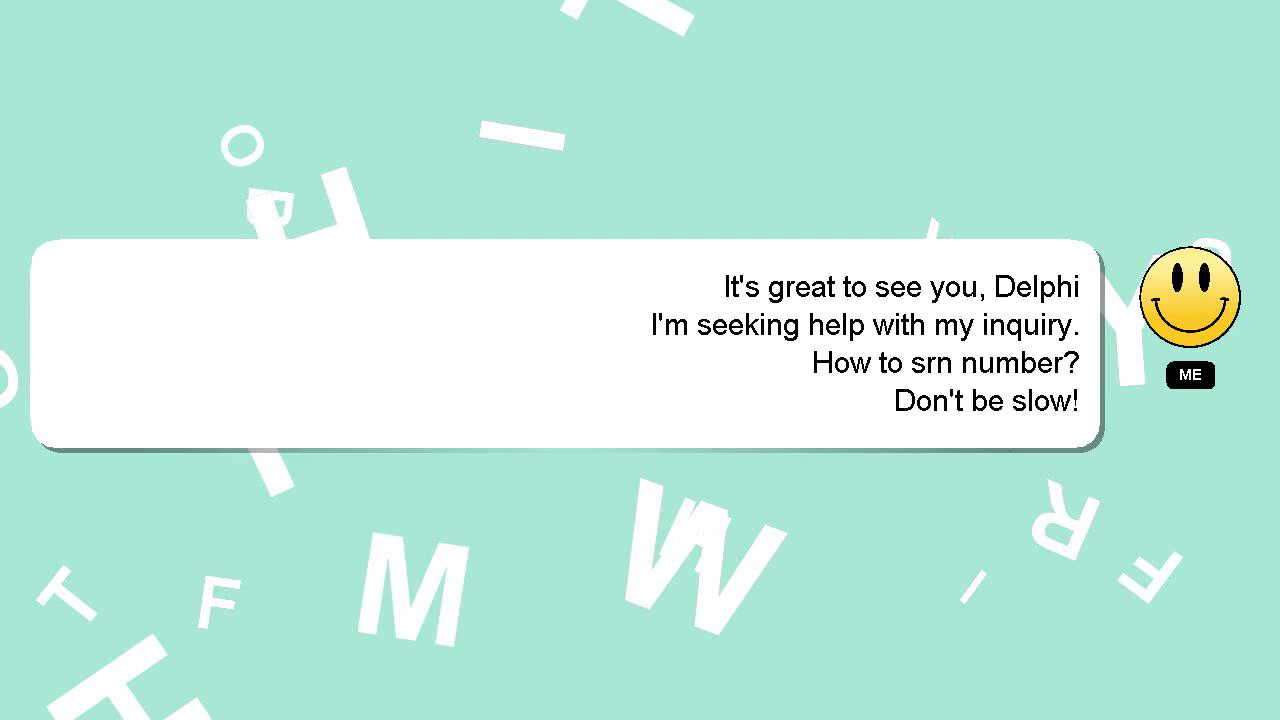 It's great to see you, Delphi
I'm seeking help with my inquiry.
How to srn number?
Don't be slow!
ME
O
I
Y
W
M
R
F
I
T
F
H